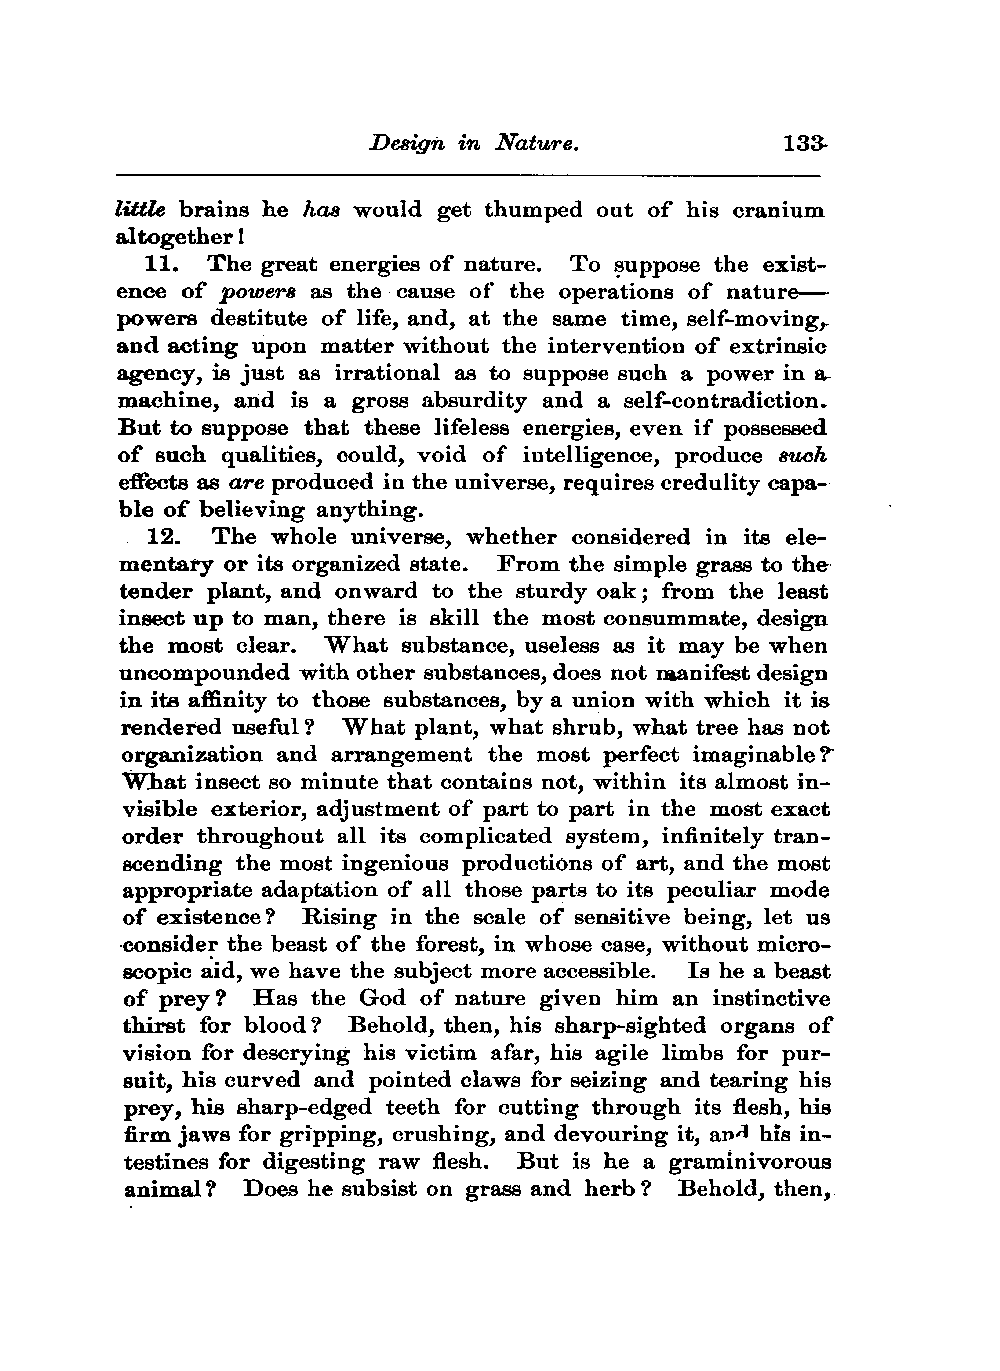 Design in Nature. 133
little brains he has would get thumped out of his cranium
altogether!
11. The great energies of nature. To suppose the exist-
ence of powers as the cause of the operations of nature—
powers destitute of life, and, at the same time, self-moving,
and acting upon matter without the intervention of extrinsic
agency, is just as irrational as to suppose such a power in a
machine, and is a gross absurdity and a self-contradiction.
But to suppose that these lifeless energies, even if possessed
of such qualities, could, void of intelligence, produce such
effects as are produced in the universe, requires credulity capa-
ble of believing anything.
12. The whole universe, whether considered in its ele-
mentary or its organized state. From the simple grass to the
tender plant, and onward to the sturdy oak; from the least
insect up to man, there is skill the most consummate, design
the most clear. What substance, useless as it may be when
uncompounded with other substances, does not manifest design
in its affinity to those substances, by a union with which it is
rendered useful? What plant, what shrub, what tree has not
organization and arrangement the most perfect imaginable?
What insect so minute that contains not, within its almost in-
visible exterior, adjustment of part to part in the most exact
order throughout all its complicated system, infinitely tran-
scending the most ingenious productions of art, and the most
appropriate adaptation of all those parts to its peculiar mode
of existence? Rising in the scale of sensitive being, let us
consider the beast of the forest, in whose case, without micro-
scopic aid, we have the subject more accessible. Is he a beast
of prey? Has the God of nature given him an instinctive
thirst for blood? Behold, then, his sharp-sighted organs of
vision for descrying his victim afar, his agile limbs for pur-
suit, his curved and pointed claws for seizing and tearing his
prey, his sharp-edged teeth for cutting through its flesh, his
firm jaws for gripping, crushing, and devouring it, and his in-
testines for digesting raw flesh. But is he a graminivorous
animal? Does he subsist on grass and herb? Behold, then,